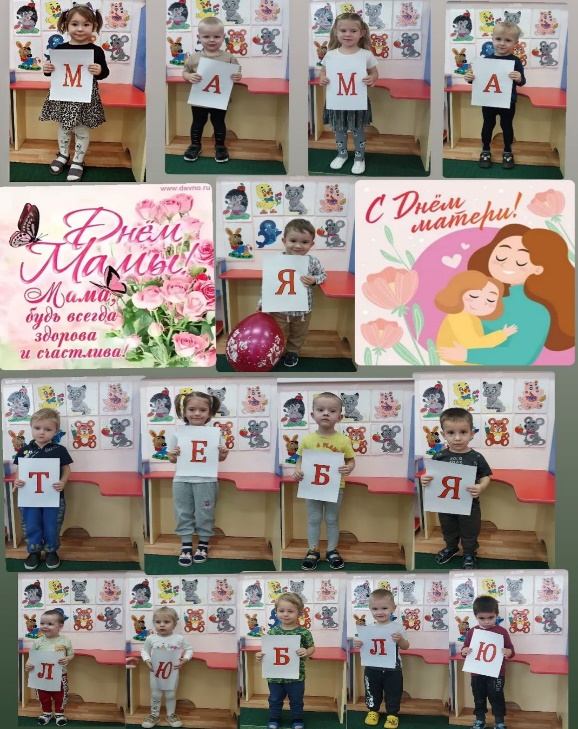 М А М А
www.davno.ru
С Днём
Мамы!
Мама,
будь всегда
здорова
и счастлива!
Я
С Днём
матери!
Т Е Б Я
Л Ю Б Л Ю